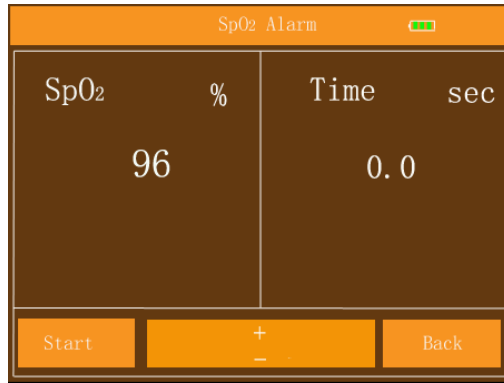 SpO₂ Alarm
SpO₂ % Time sec
96 0.0
Start + Back
−